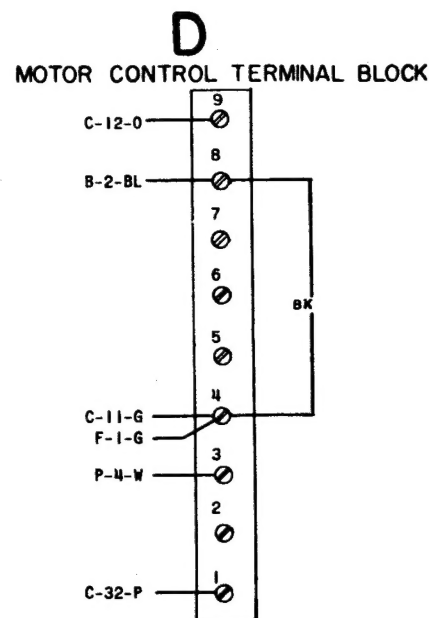 D
MOTOR CONTROL TERMINAL BLOCK
9
C-12-O
8
B-2-BL
7
6
BK
5
4
C-11-G
F-1-G
3
P-4-W
2
1
C-32-P